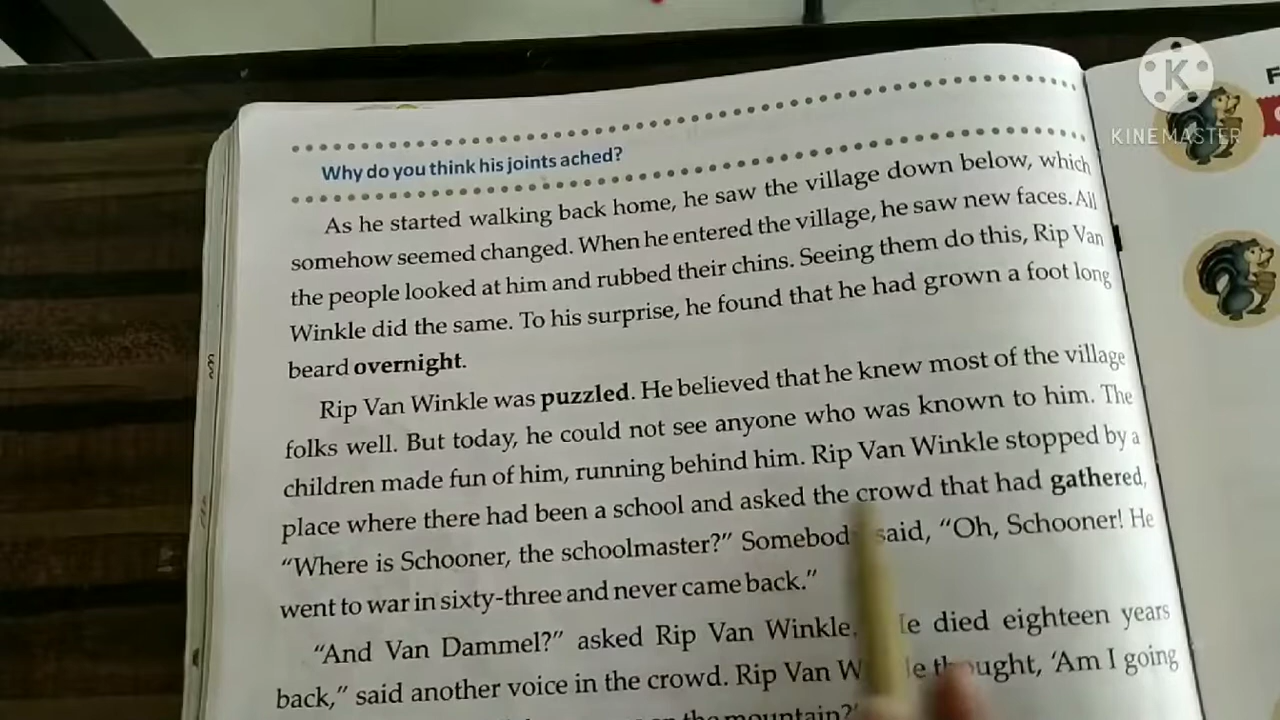 KINEMASTER
Why do you think his joints ached?
As he started walking back home, he saw the village down below, which
somehow seemed changed. When he entered the village, he saw new faces. All
the people looked at him and rubbed their chins. Seeing them do this, Rip Van
Winkle did the same. To his surprise, he found that he had grown a foot long
beard overnight.
Rip Van Winkle was puzzled. He believed that he knew most of the village
folks well. But today, he could not see anyone who was known to him. The
children made fun of him, running behind him. Rip Van Winkle stopped by a
place where there had been a school and asked the crowd that had gathered,
“Where is Schooner, the schoolmaster?” Somebody said, “Oh, Schooner! He
went to war in sixty-three and never came back.”
“And Van Dammel?” asked Rip Van Winkle. He died eighteen years
back,” said another voice in the crowd. Rip Van Winkle thought, ‘Am I going
the mountain?’